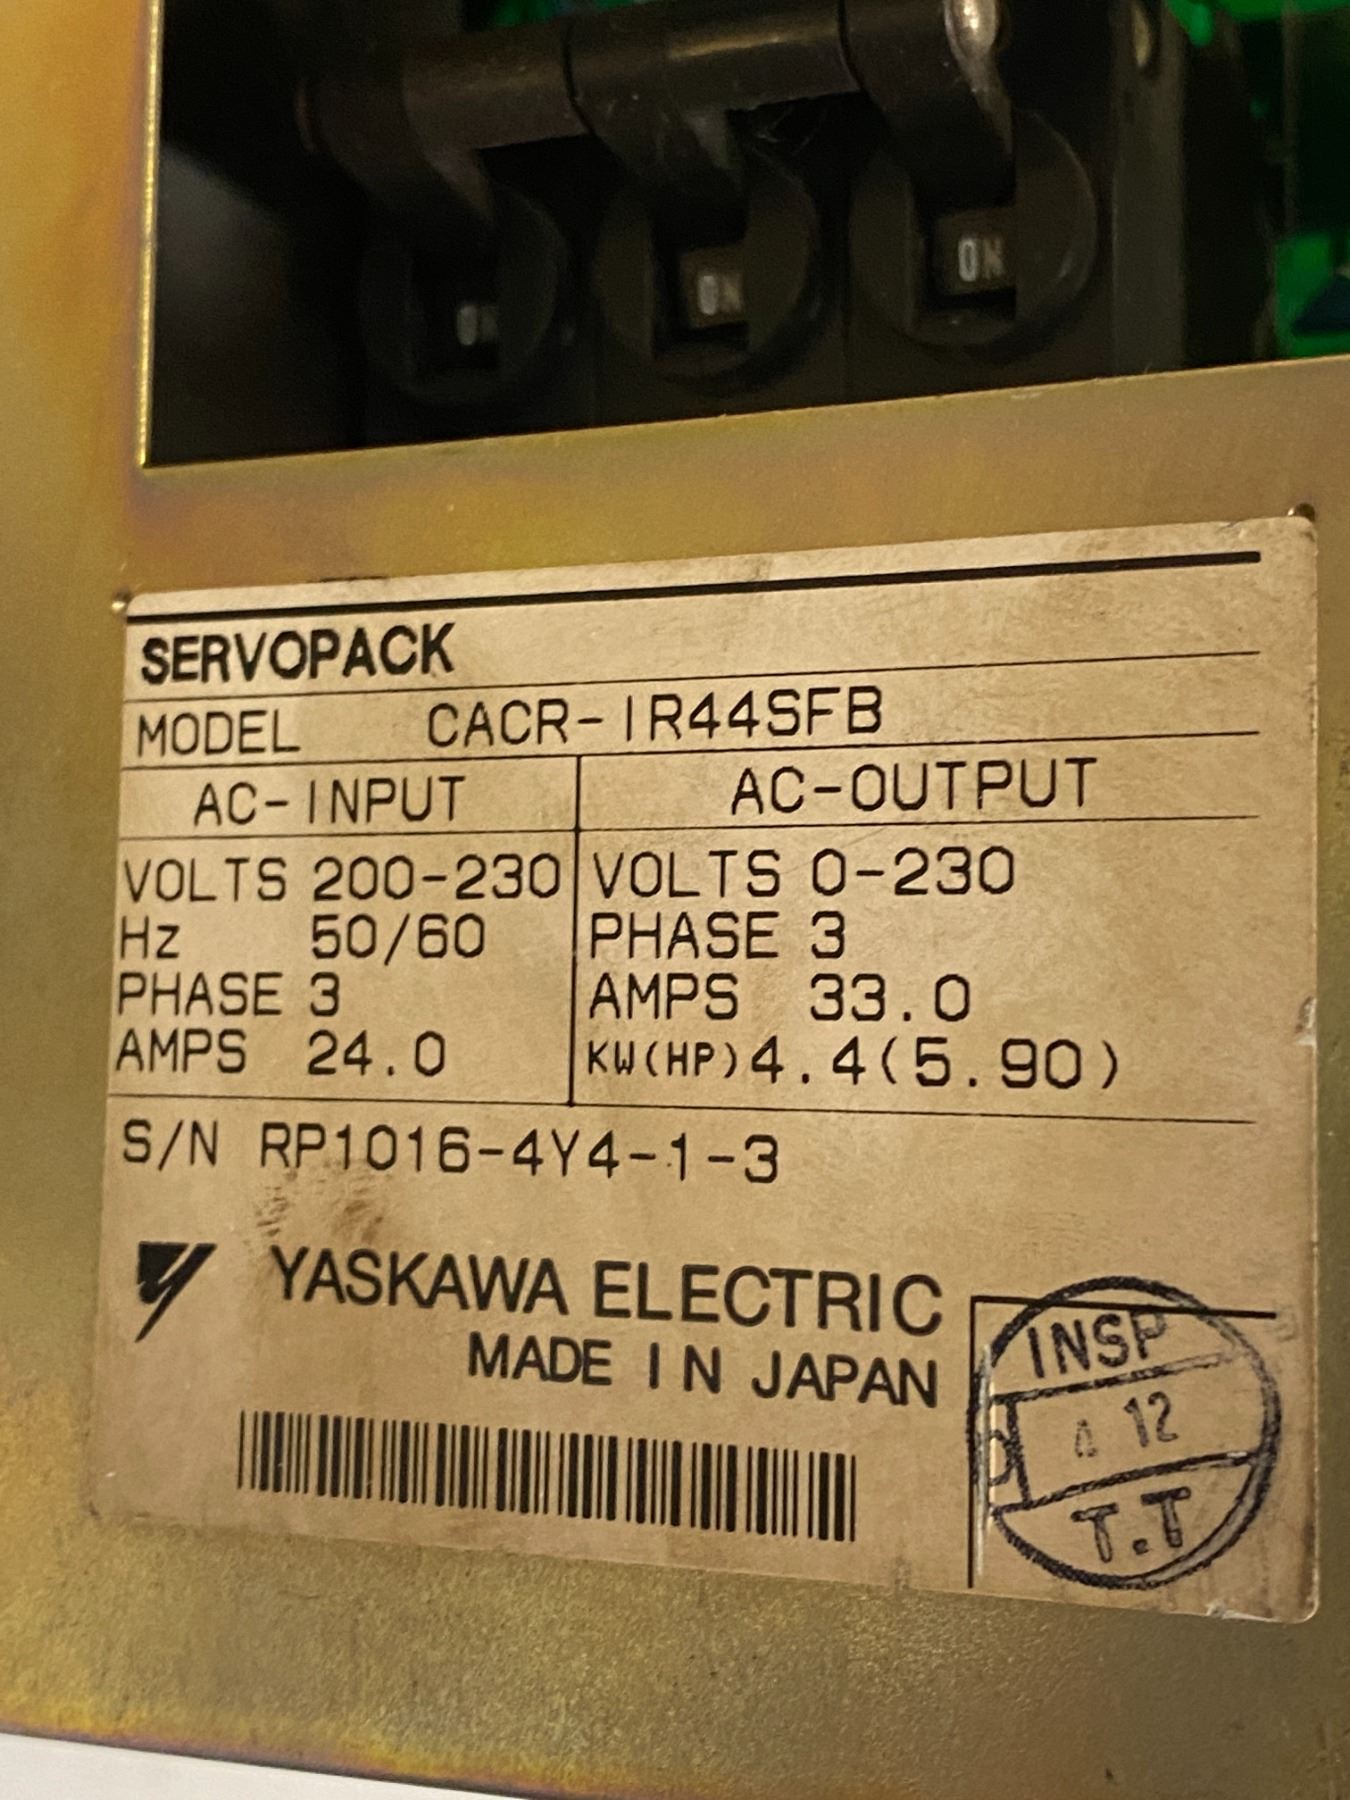 ON
ON
ON
SERVOPACK
MODEL CACR-IR44SFB
AC-INPUT AC-OUTPUT
VOLTS 200-230 VOLTS 0-230
Hz 50/60 PHASE 3
PHASE 3 AMPS 33.0
AMPS 24.0 KW(HP) 4.4(5.90)
S/N RP1016-4Y4-1-3
YASKAWA ELECTRIC
MADE IN JAPAN
INSP
4 12
T.T